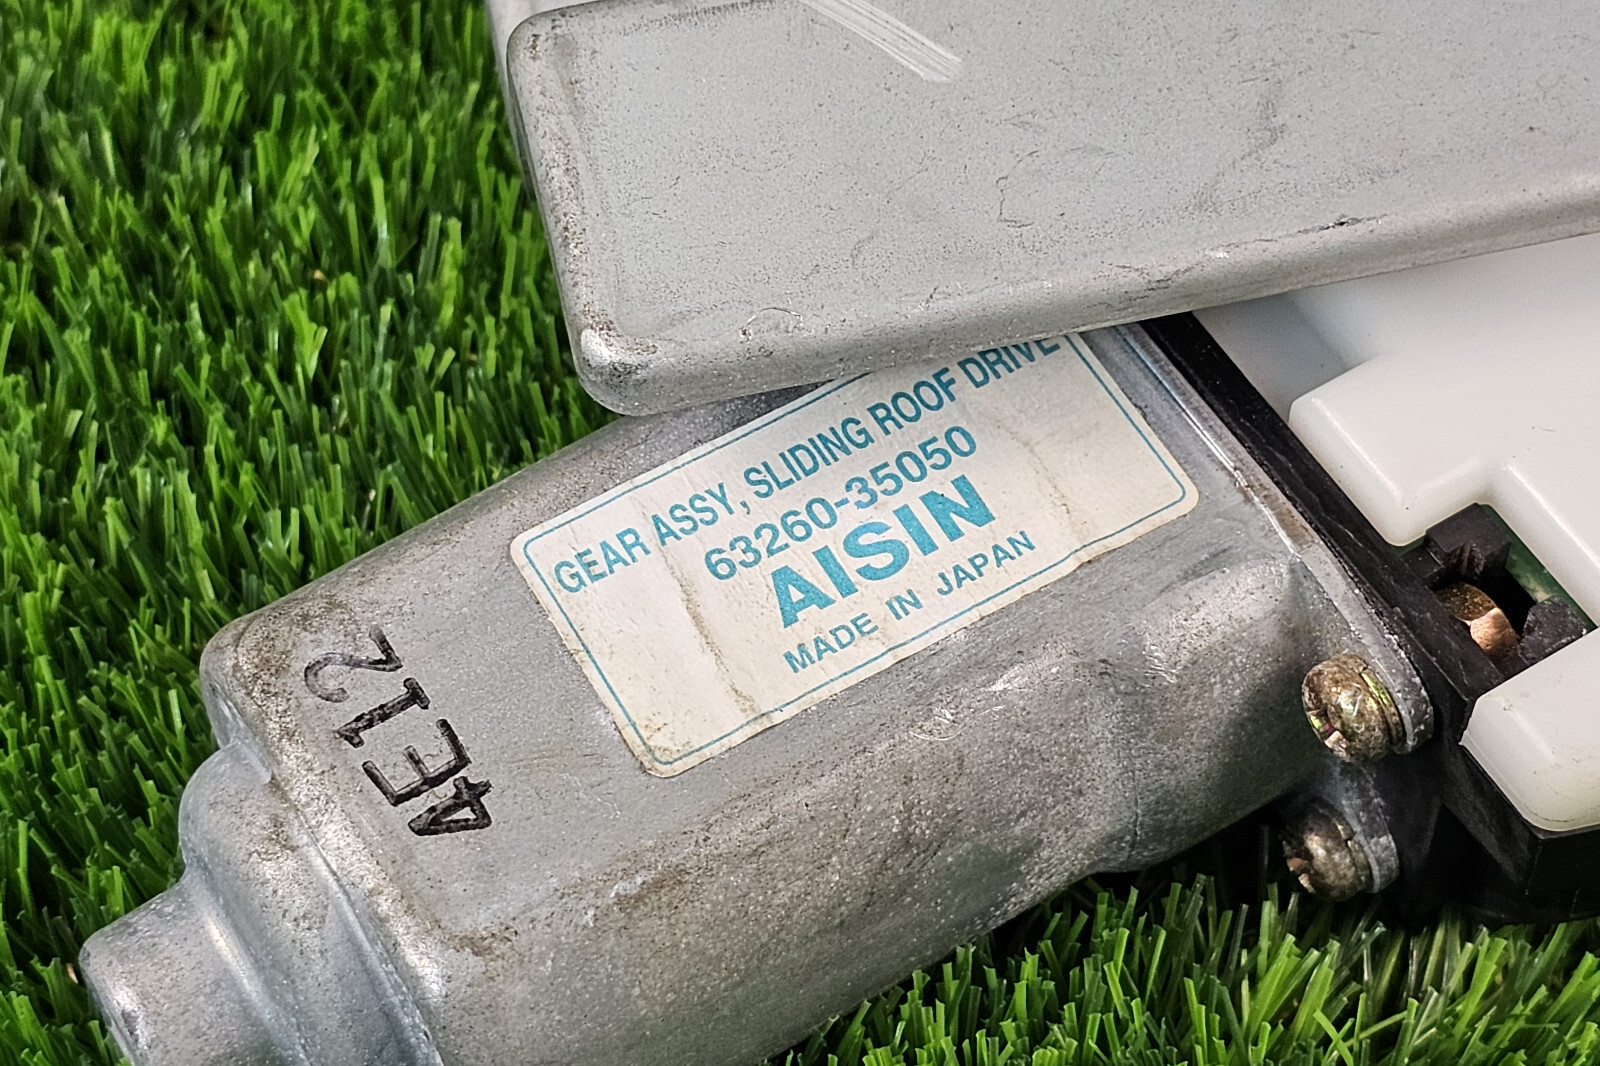 GEAR ASSY, SLIDING ROOF DRIVE
63260-35050
AISIN
MADE IN JAPAN
4E12